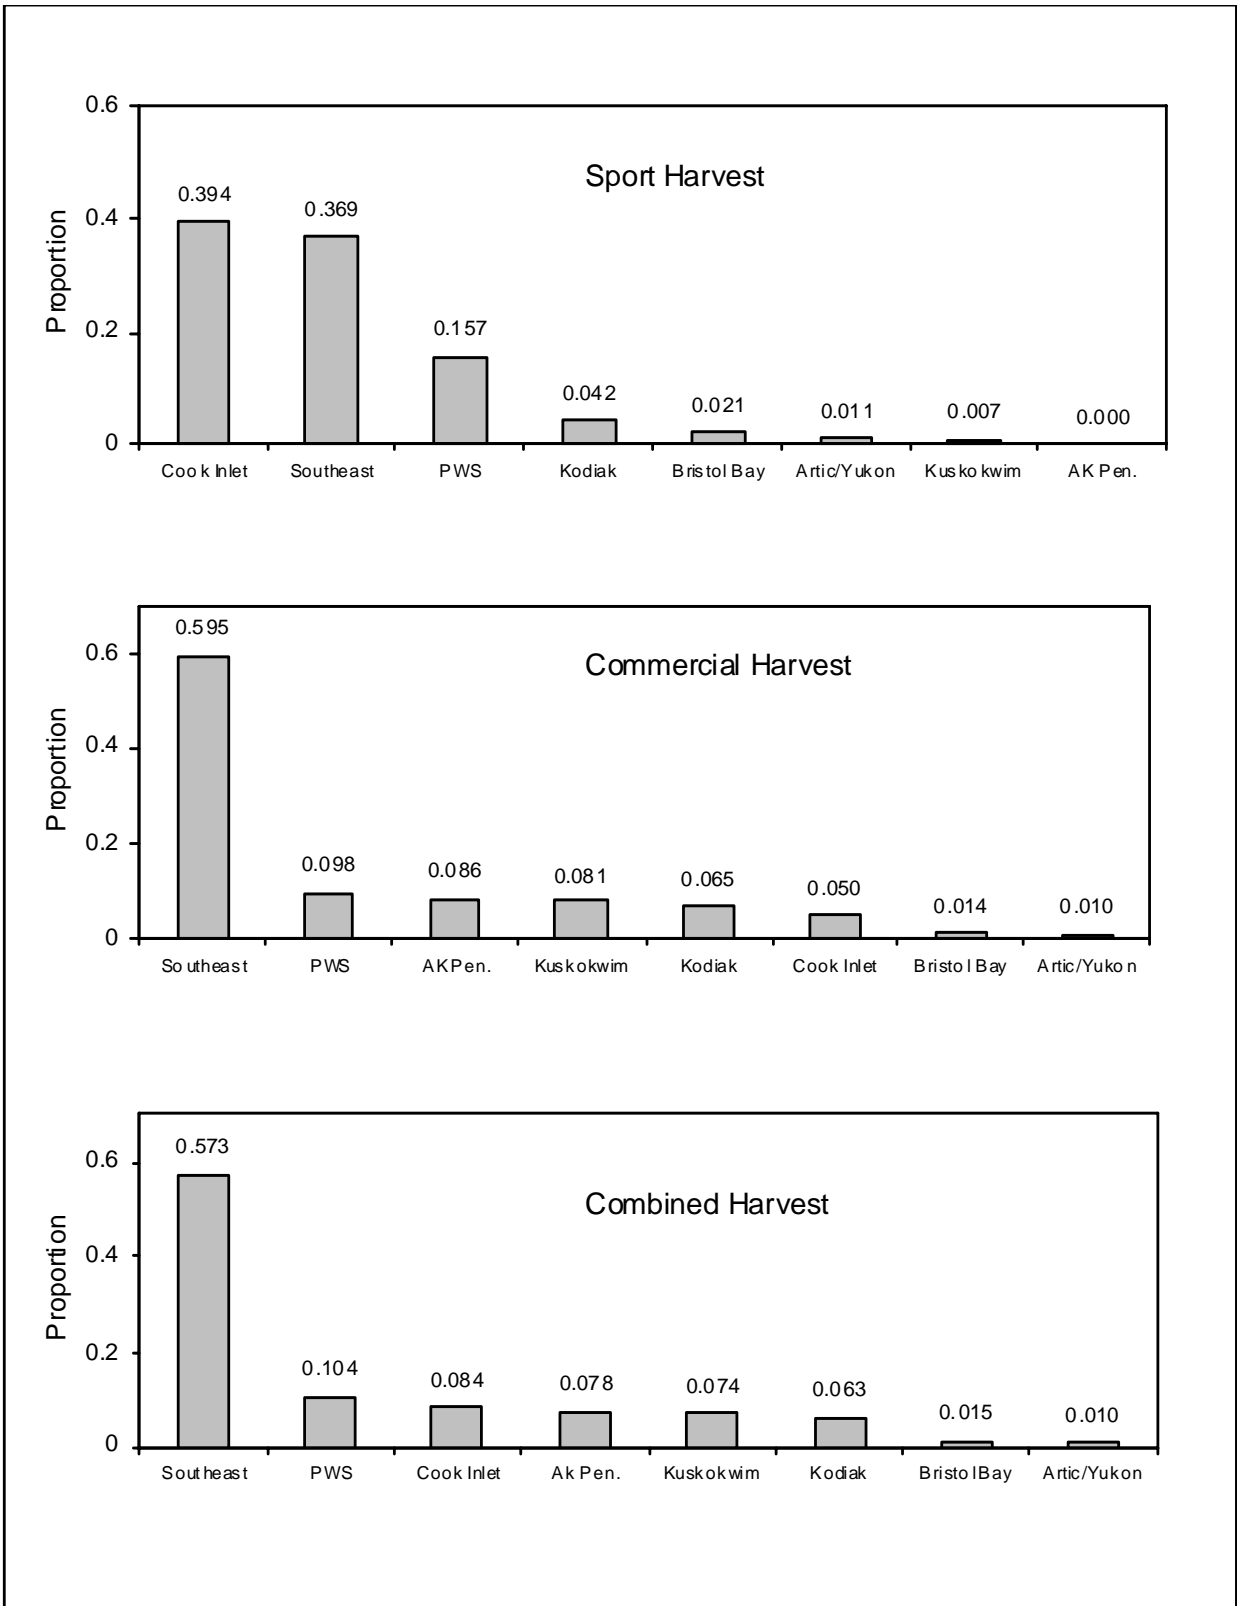 Sport Harvest
Proportion
0.6
0.4
0.2
0
0.394
0.369
0.157
0.042
0.021
0.011
0.007
0.000
Cook Inlet
Southeast
PWS
Kodiak
Bristol Bay
Artic/Yukon
Kuskokwim
AK Pen.
Commercial Harvest
Proportion
0.6
0.4
0.2
0
0.595
0.098
0.086
0.081
0.065
0.050
0.014
0.010
Southeast
PWS
AK Pen.
Kuskokwim
Kodiak
Cook Inlet
Bristol Bay
Artic/Yukon
Combined Harvest
Proportion
0.6
0.4
0.2
0
0.573
0.104
0.084
0.078
0.074
0.063
0.015
0.010
Southeast
PWS
Cook Inlet
Ak Pen.
Kuskokwim
Kodiak
Bristol Bay
Artic/Yukon